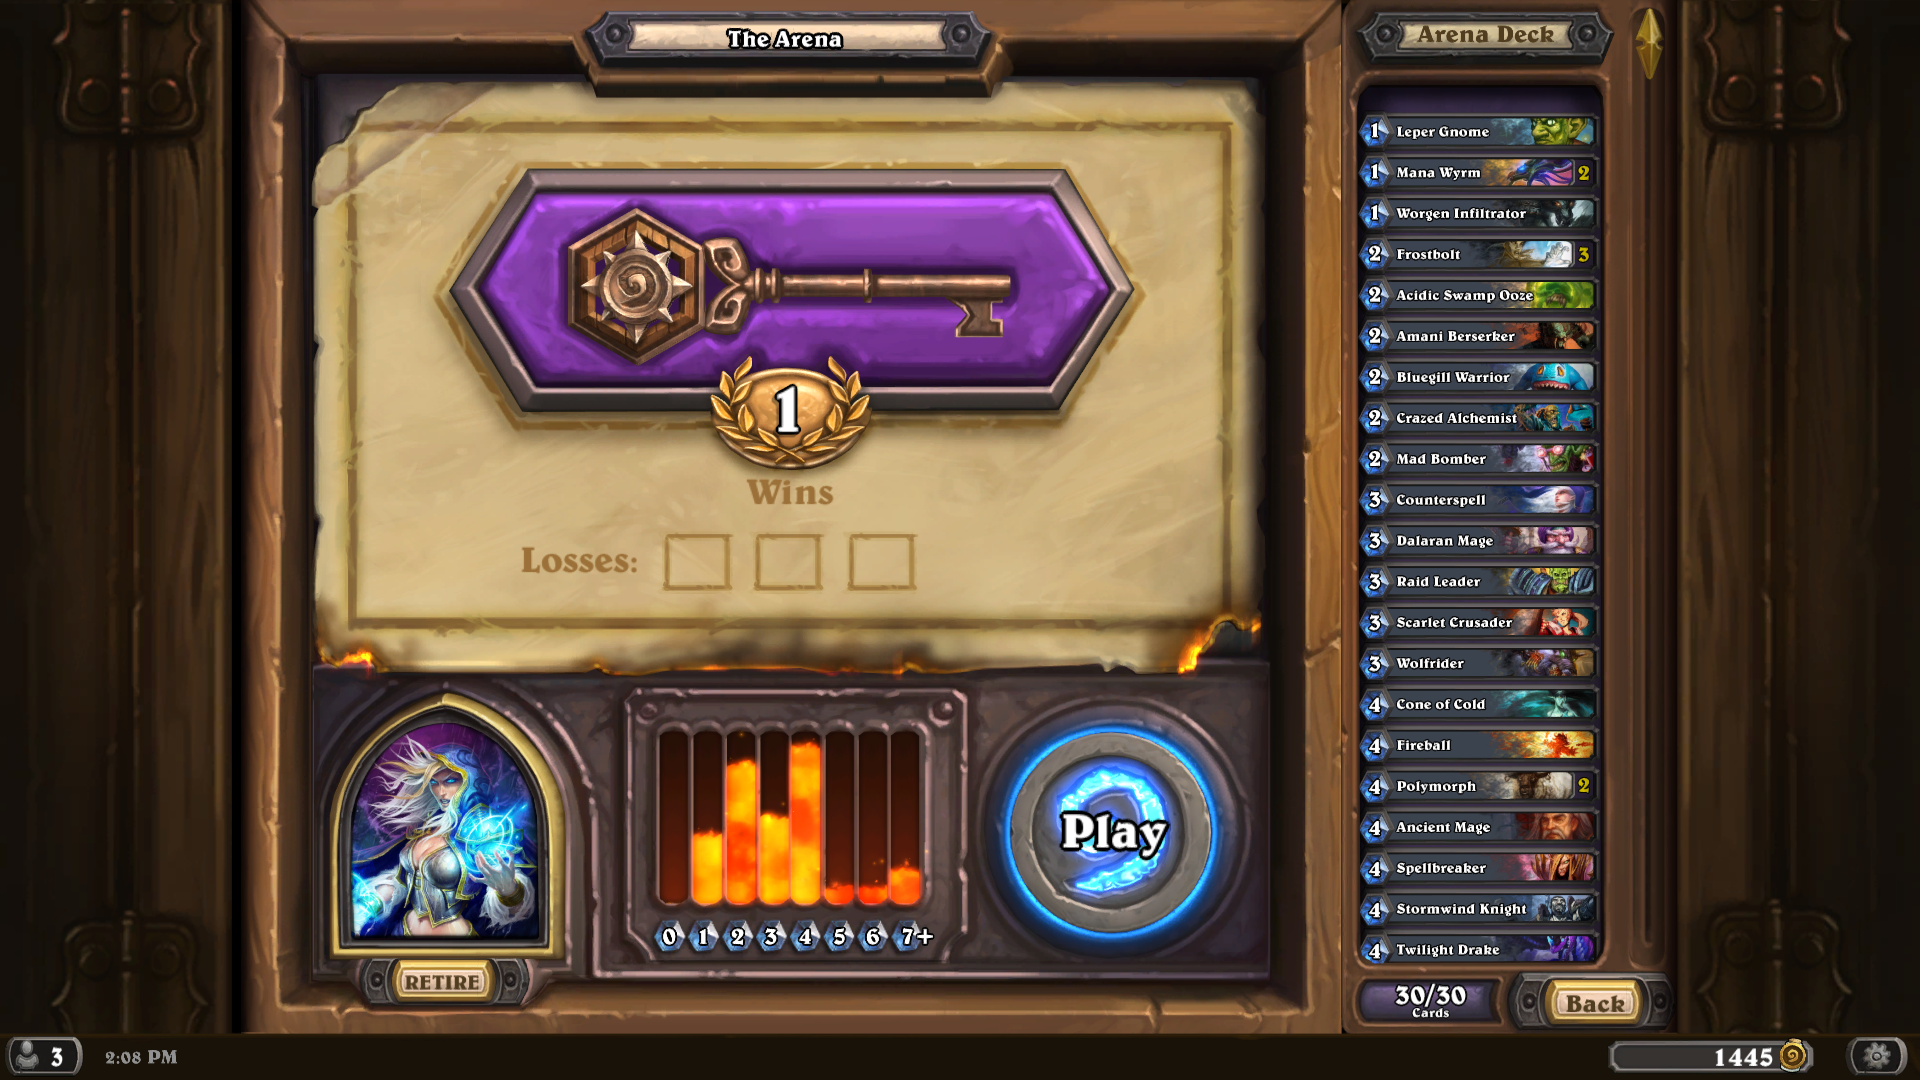 The Arena
1
Wins
Losses:
RETIRE
0 1 2 3 4 5 6 7+
Play
Arena Deck
1 Leper Gnome
1 Mana Wyrm 2
1 Worgen Infiltrator
2 Frostbolt 3
2 Acidic Swamp Ooze
2 Amani Berserker
2 Bluegill Warrior
2 Crazed Alchemist
2 Mad Bomber
3 Counterspell
3 Dalaran Mage
3 Raid Leader
3 Scarlet Crusader
3 Wolfrider
4 Cone of Cold
4 Fireball
4 Polymorph 2
4 Ancient Mage
4 Spellbreaker
4 Stormwind Knight
4 Twilight Drake
30/30
Cards
Back
3
2:08 PM
1445